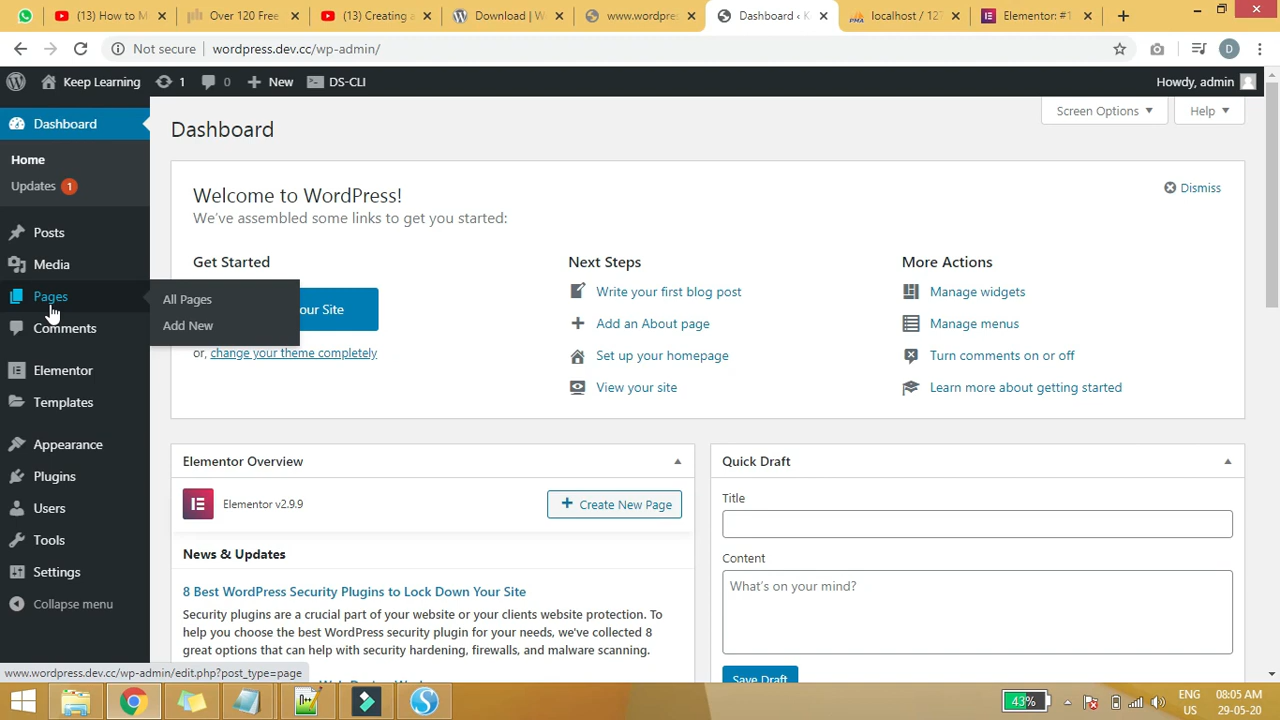 (13) How to M
Over 120 Free
(13) Creating a
Download | W
www.wordpres
Dashboard ‹ K
localhost / 127
Elementor: #1
Not secure
wordpress.dev.cc/wp-admin/
D
Keep Learning
1
0
New
DS-CLI
Howdy, admin
Dashboard
Home
Updates 1
Posts
Media
Pages
Comments
Elementor
Templates
Appearance
Plugins
Users
Tools
Settings
Collapse menu
All Pages
Add New
Dashboard
Screen Options
Help
Welcome to WordPress!
We've assembled some links to get you started:
Dismiss
Get Started
our Site
or, change your theme completely
Next Steps
Write your first blog post
Add an About page
Set up your homepage
View your site
More Actions
Manage widgets
Manage menus
Turn comments on or off
Learn more about getting started
Elementor Overview
Elementor v2.9.9
Create New Page
News & Updates
8 Best WordPress Security Plugins to Lock Down Your Site
Security plugins are a crucial part of your website or your clients website protection. To
help you choose the best WordPress security plugin for your needs, we've collected 8
great options that can help with security hardening, firewalls, and malware scanning.
Quick Draft
Title
Content
What's on your mind?
Save Draft
www.wordpress.dev.cc/wp-admin/edit.php?post_type=page
43%
ENG
US
08:05 AM
29-05-20